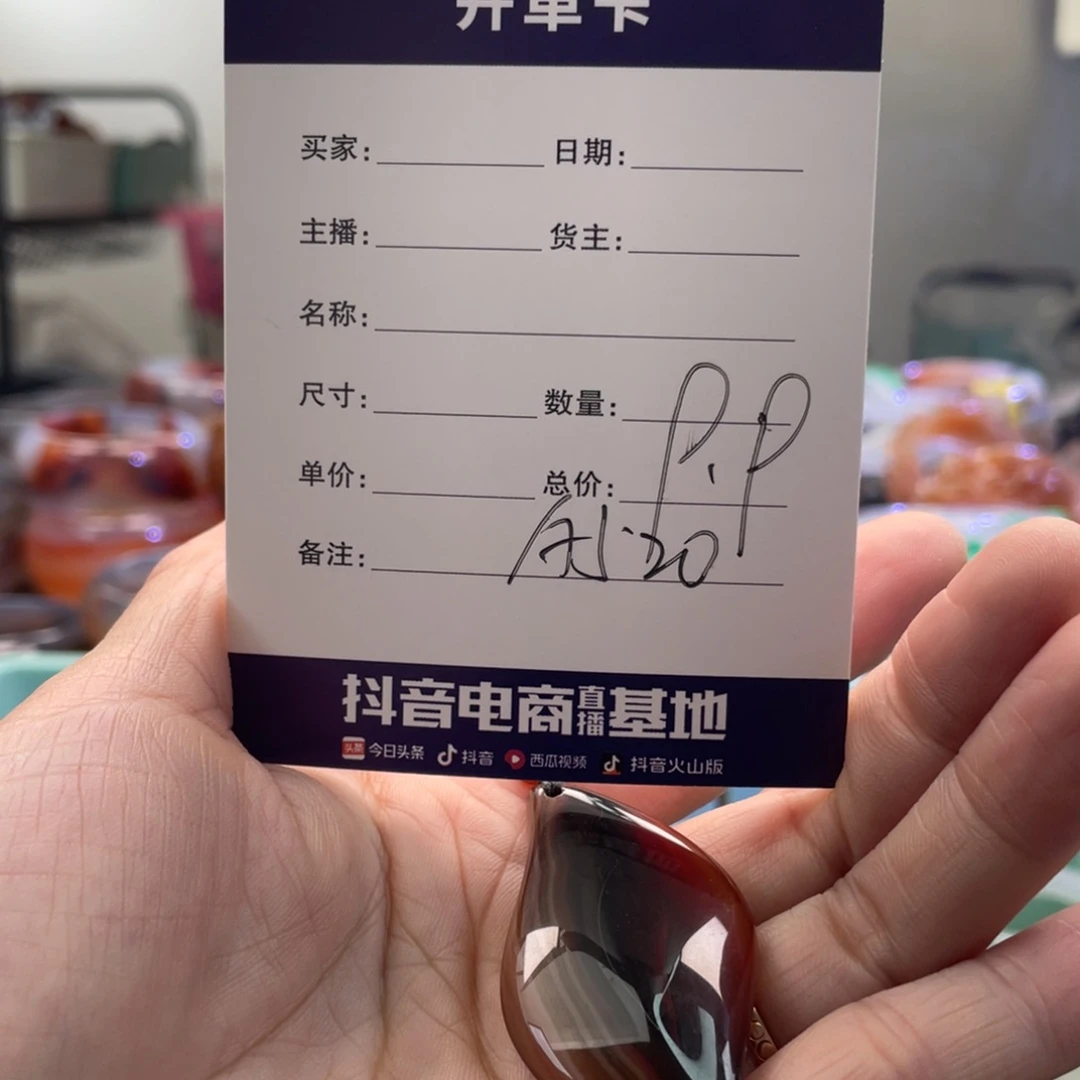 开单卡
买家： 日期：
主播： 货主：
名称：
尺寸： 数量：
单价： 总价：
P.P
备注：
抖音电商直播基地
头条 今日头条 抖音 西瓜视频 抖音火山版